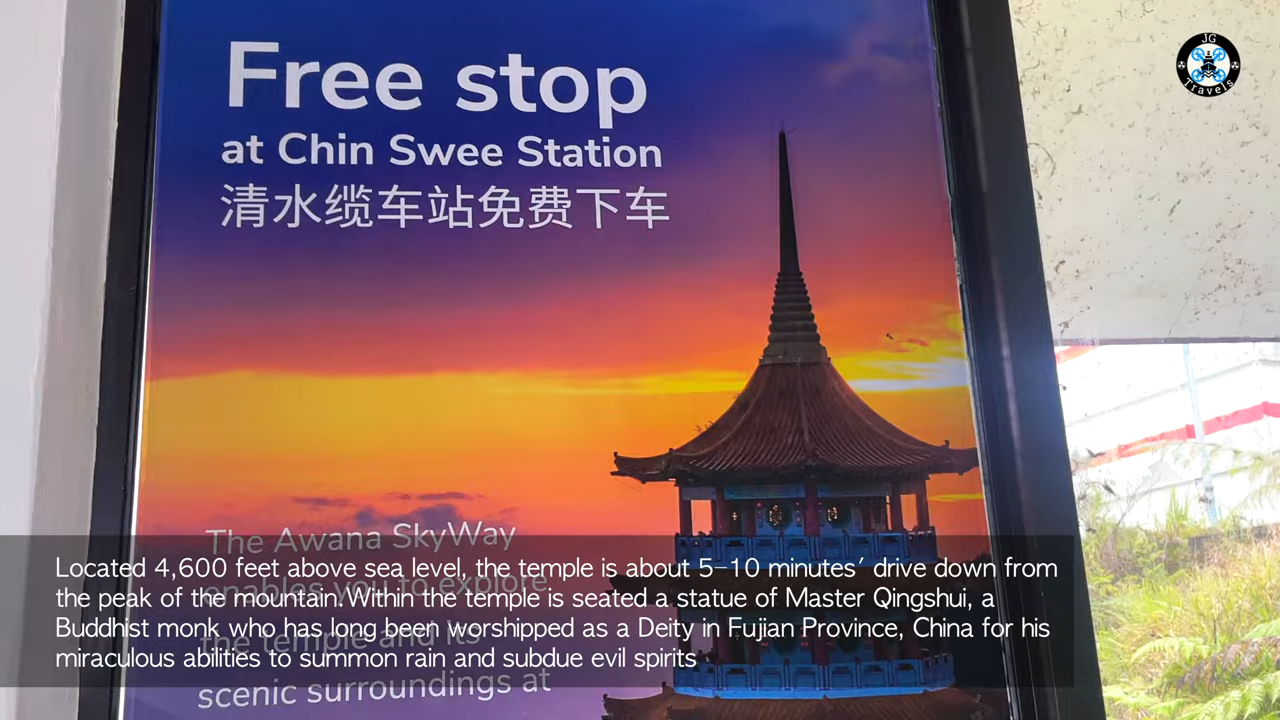 Free stop
at Chin Swee Station
清水缆车站免费下车
JG
Travels
The Awana SkyWay
enables you to explore
the temple and its
scenic surroundings at
Located 4,600 feet above sea level, the temple is about 5-10 minutes' drive down from
the peak of the mountain. Within the temple is seated a statue of Master Qingshui, a
Buddhist monk who has long been worshipped as a Deity in Fujian Province, China for his
miraculous abilities to summon rain and subdue evil spirits